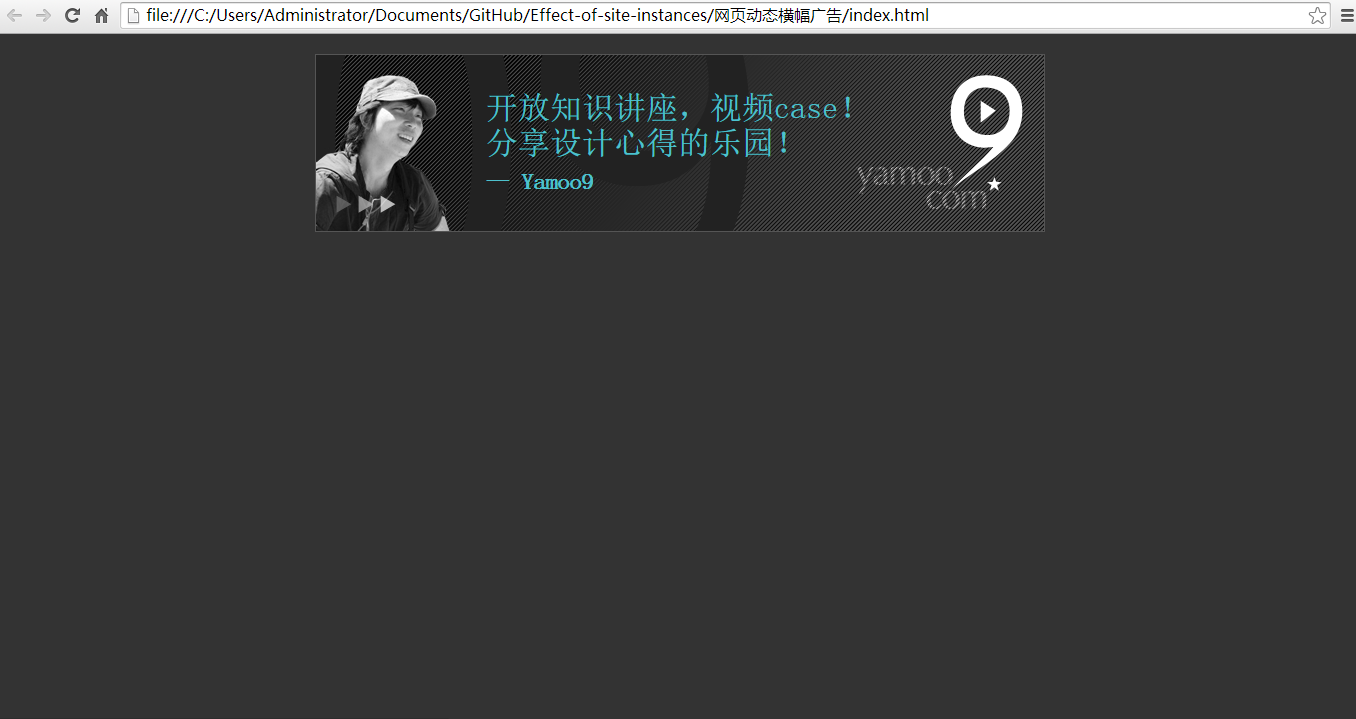 file:///C:/Users/Administrator/Documents/GitHub/Effect-of-site-instances/网页动态横幅广告/index.html
开放知识讲座，视频case！
分享设计心得的乐园！
— Yamoo9
9
yamoo
com